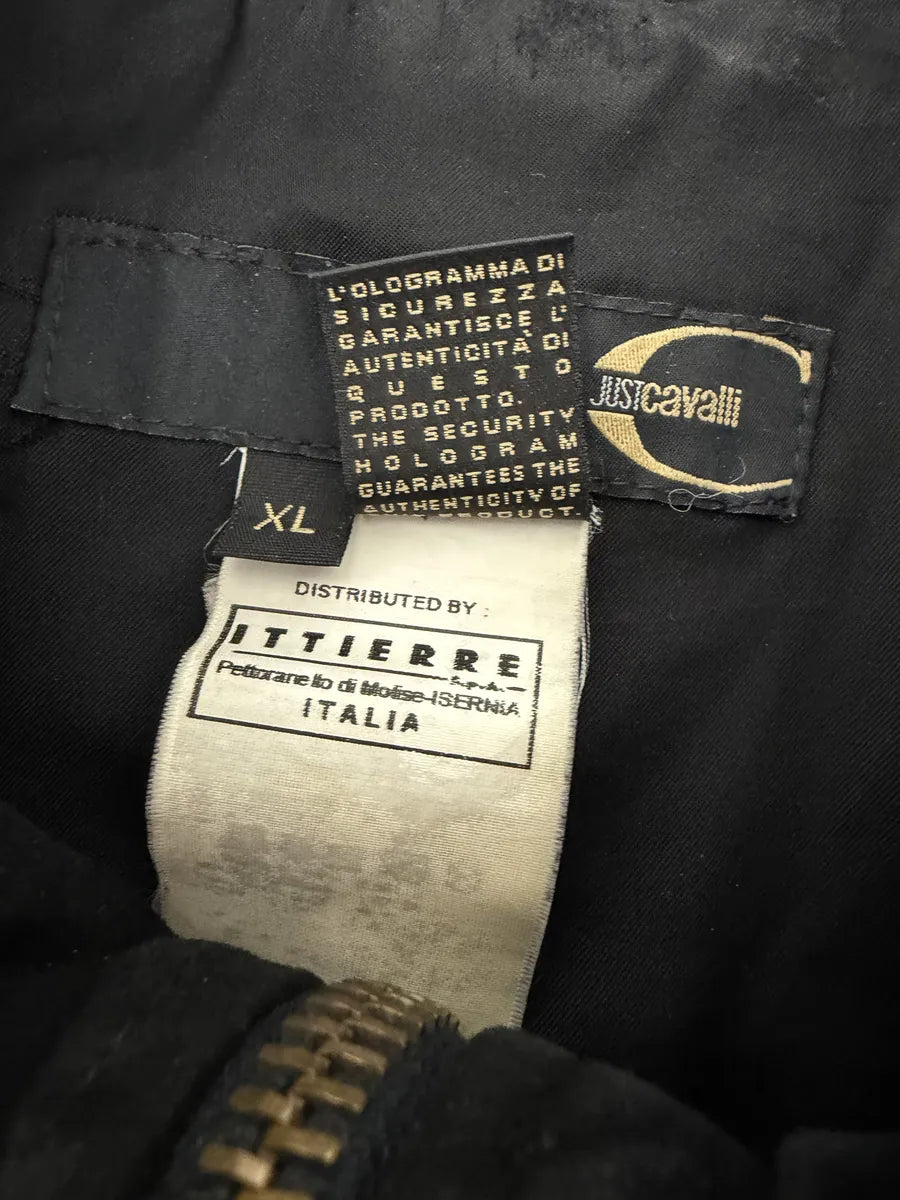 L'OLOGRAMMA DI
SICUREZZA
GARANTISCE L'
AUTENTICITÀ DI
QUESTO
PRODOTTO.
THE SECURITY
HOLOGRAM
GUARANTEES THE
AUTHENTICITY OF
PRODUCT.
JUSTcavalli
XL
DISTRIBUTED BY :
ITTIERRE
S.p.A.
Pettoranello di Molise-ISERNIA
ITALIA